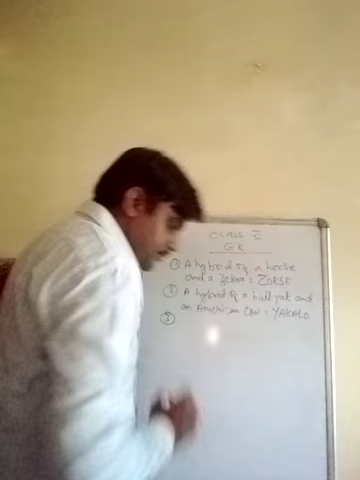 CLASS VI
G.K
① A hybrid of a horse
and a Zebra : ZORSE
② A hybrid of a bull yak and
an American Cow : YAKALO
③